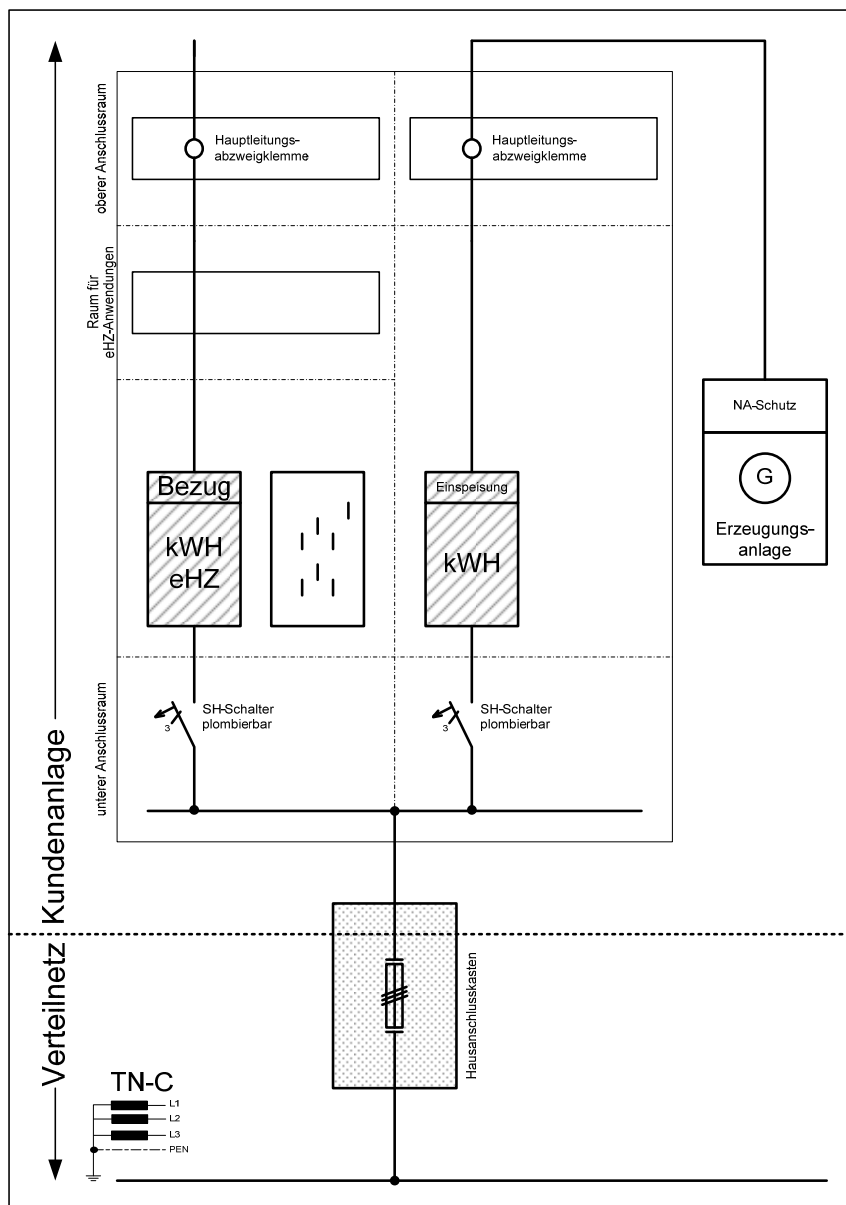 oberer Anschlussraum
Hauptleitungs-
abzweigklemme
Hauptleitungs-
abzweigklemme
Raum für
eHZ-Anwendungen
NA-Schutz
G
Erzeugungs-
anlage
Bezug
kWH
eHZ
Einspeisung
kWH
unterer Anschlussraum
3
SH-Schalter
plombierbar
3
SH-Schalter
plombierbar
Kundenanlage
Verteilnetz
Hausanschlusskasten
TN-C
L1
L2
L3
PEN